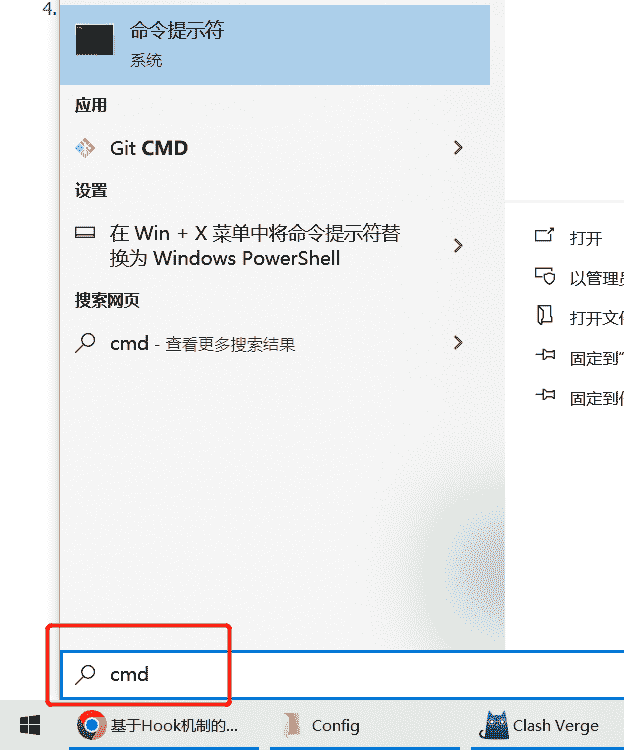 4.
命令提示符
系统
应用
Git CMD
设置
在 Win + X 菜单中将命令提示符替
换为 Windows PowerShell
搜索网页
cmd - 查看更多搜索结果
打开
以管理员
打开文件
固定到"
固定到任
cmd
基于Hook机制的...
Config
Clash Verge